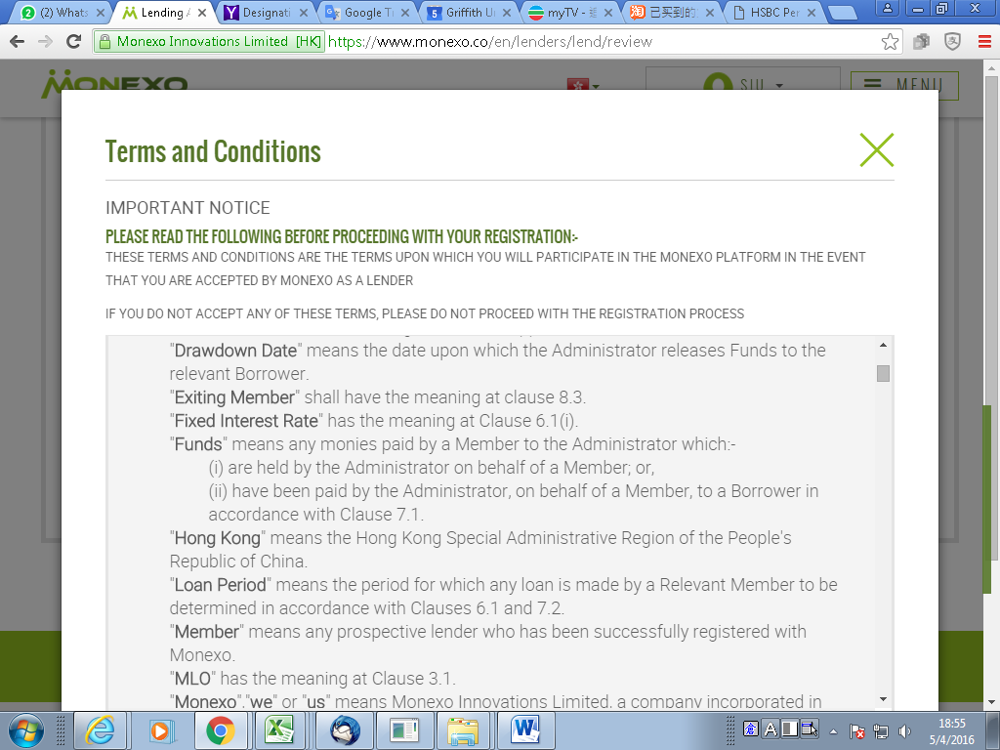 (2) Whats
Lending
Designati
Google Tr
Griffith Un
myTV -
已买到的
HSBC Per
Monexo Innovations Limited [HK]
https://www.monexo.co/en/lenders/lend/review
MONEXO
SIU
MENU
Terms and Conditions
IMPORTANT NOTICE
PLEASE READ THE FOLLOWING BEFORE PROCEEDING WITH YOUR REGISTRATION:-
THESE TERMS AND CONDITIONS ARE THE TERMS UPON WHICH YOU WILL PARTICIPATE IN THE MONEXO PLATFORM IN THE EVENT
THAT YOU ARE ACCEPTED BY MONEXO AS A LENDER
IF YOU DO NOT ACCEPT ANY OF THESE TERMS, PLEASE DO NOT PROCEED WITH THE REGISTRATION PROCESS
"Drawdown Date" means the date upon which the Administrator releases Funds to the
relevant Borrower.
"Exiting Member" shall have the meaning at clause 8.3.
"Fixed Interest Rate" has the meaning at Clause 6.1(i).
"Funds" means any monies paid by a Member to the Administrator which:-
(i) are held by the Administrator on behalf of a Member; or,
(ii) have been paid by the Administrator, on behalf of a Member, to a Borrower in
accordance with Clause 7.1.
"Hong Kong" means the Hong Kong Special Administrative Region of the People's
Republic of China.
"Loan Period" means the period for which any loan is made by a Relevant Member to be
determined in accordance with Clauses 6.1 and 7.2.
"Member" means any prospective lender who has been successfully registered with
Monexo.
"MLO" has the meaning at Clause 3.1.
"Monexo","we" or "us" means Monexo Innovations Limited, a company incorporated in
18:55
5/4/2016